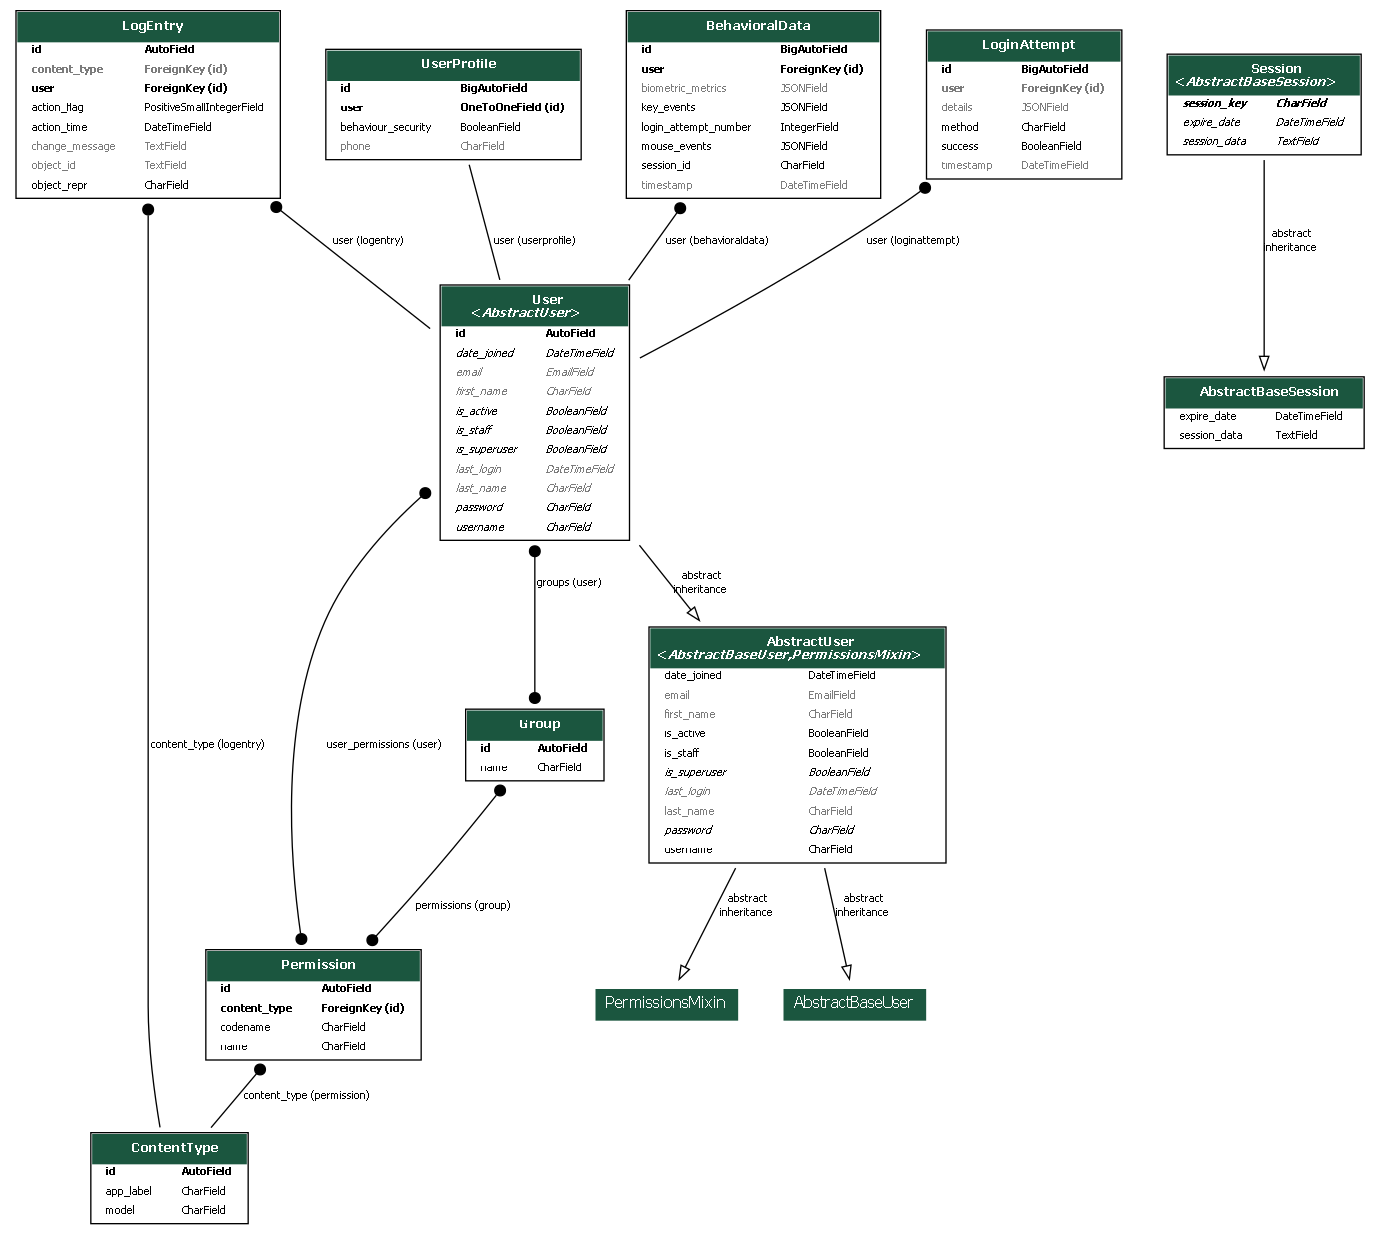 LogEntry
id AutoField
content_type ForeignKey (id)
user ForeignKey (id)
action_flag PositiveSmallIntegerField
action_time DateTimeField
change_message TextField
object_id TextField
object_repr CharField
UserProfile
id BigAutoField
user OneToOneField (id)
behaviour_security BooleanField
phone CharField
BehavioralData
id BigAutoField
user ForeignKey (id)
biometric_metrics JSONField
key_events JSONField
login_attempt_number IntegerField
mouse_events JSONField
session_id CharField
timestamp DateTimeField
LoginAttempt
id BigAutoField
user ForeignKey (id)
details JSONField
method CharField
success BooleanField
timestamp DateTimeField
Session
<AbstractBaseSession>
session_key CharField
expire_date DateTimeField
session_data TextField
user (logentry)
user (userprofile)
user (behavioraldata)
user (loginattempt)
abstract
inheritance
User
<AbstractUser>
id AutoField
date_joined DateTimeField
email EmailField
first_name CharField
is_active BooleanField
is_staff BooleanField
is_superuser BooleanField
last_login DateTimeField
last_name CharField
password CharField
username CharField
AbstractBaseSession
expire_date DateTimeField
session_data TextField
groups (user)
abstract
inheritance
AbstractUser
<AbstractBaseUser,PermissionsMixin>
date_joined DateTimeField
email EmailField
first_name CharField
is_active BooleanField
is_staff BooleanField
is_superuser BooleanField
last_login DateTimeField
last_name CharField
password CharField
username CharField
content_type (logentry)
user_permissions (user)
Group
id AutoField
name CharField
permissions (group)
abstract
inheritance
abstract
inheritance
Permission
id AutoField
content_type ForeignKey (id)
codename CharField
name CharField
PermissionsMixin
AbstractBaseUser
content_type (permission)
ContentType
id AutoField
app_label CharField
model CharField